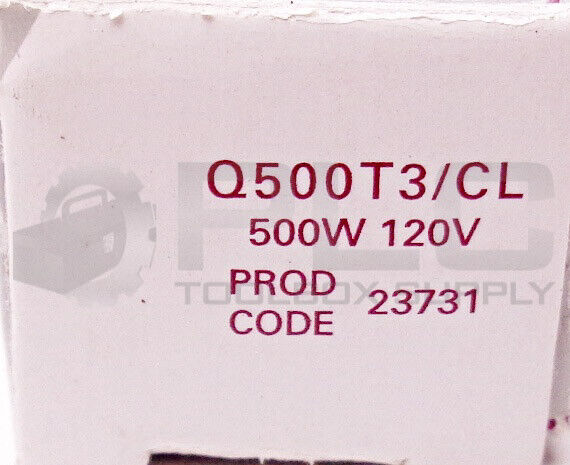 Q500T3/CL
500W 120V
PROD
CODE 23731
PLC
TOOLBOX SUPPLY